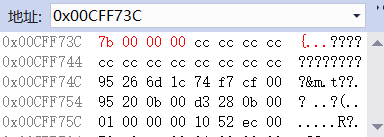 地址: 0x00CFF73C
0x00CFF73C 7b 00 00 00 cc cc cc cc {...????
0x00CFF744 cc cc cc cc cc cc cc cc ????????
0x00CFF74C 95 26 6d 1c 74 f7 cf 00 ?&m.t??.
0x00CFF754 95 20 0b 00 d3 28 0b 00 ? ..?(..
0x00CFF75C 01 00 00 00 10 52 ec 00 .....R?.